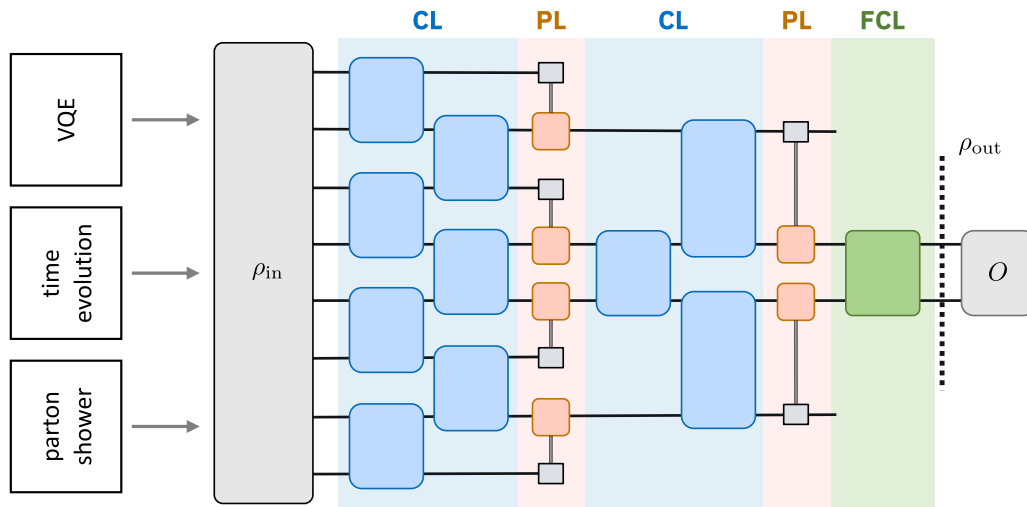 CL
PL
CL
PL
FCL
VQE
time
evolution
parton
shower
ρin
ρout
O